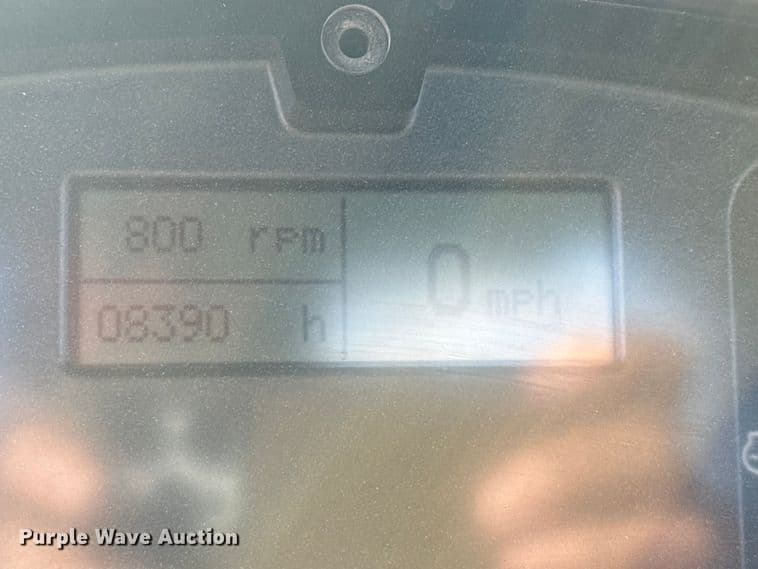 800 rpm
08390 h
0 mph
Purple Wave Auction